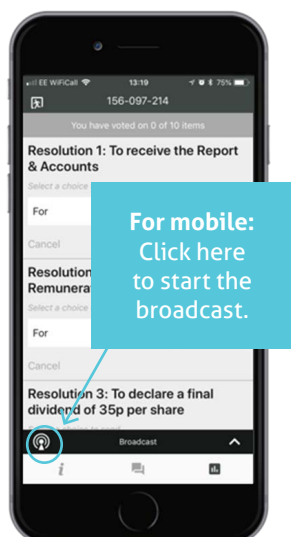 EE WiFiCall 13:19 75%
156-097-214
You have voted on 0 of 10 items
Resolution 1: To receive the Report
& Accounts
Select a choice
For
Cancel
For mobile:
Click here
to start the
broadcast.
Resolution
Remunera
Select a choice
For
Cancel
Resolution 3: To declare a final
dividend of 35p per share
Broadcast